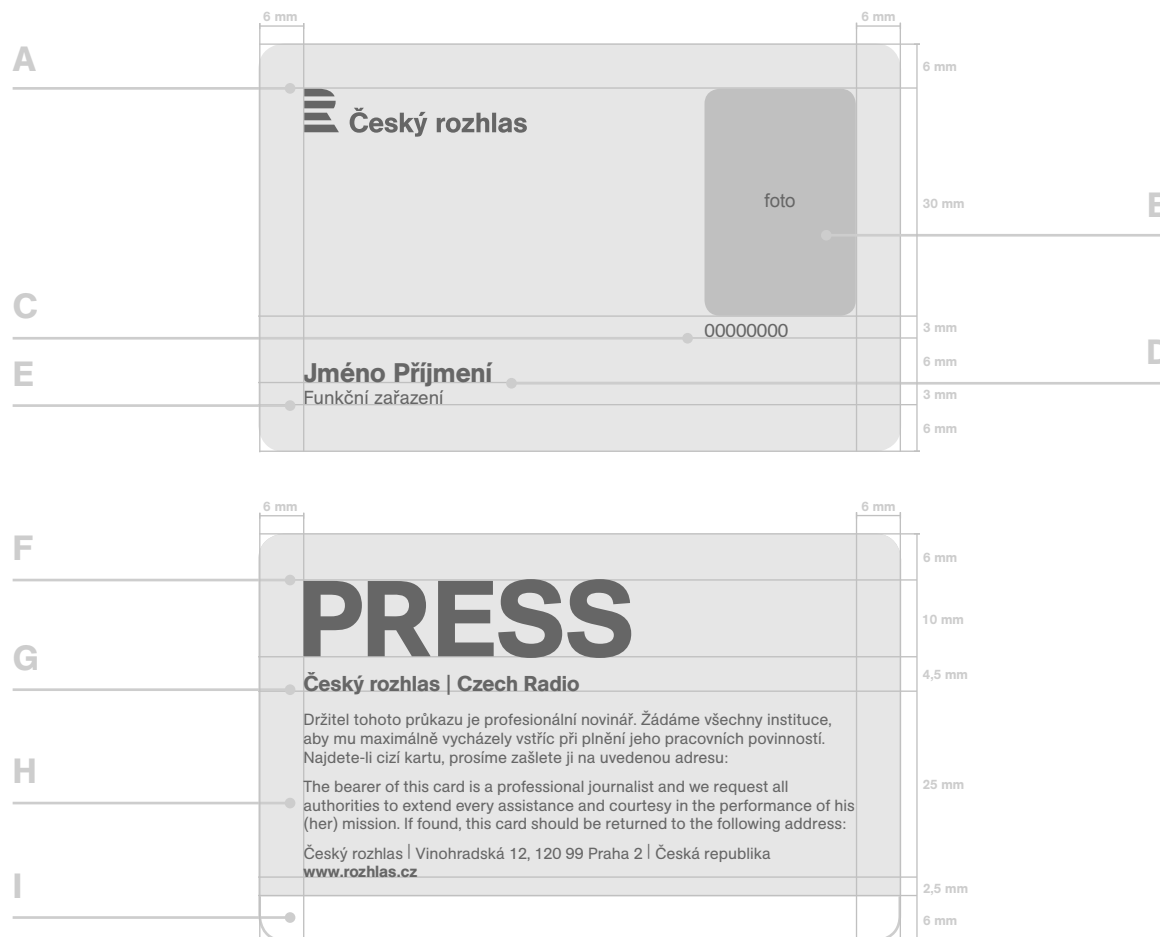 6 mm
6 mm
A
6 mm
Český rozhlas
foto
30 mm
B
C
00000000
3 mm
6 mm
D
E
Jméno Příjmení
3 mm
Funkční zařazení
6 mm
6 mm
6 mm
F
6 mm
PRESS
10 mm
G
4,5 mm
Český rozhlas | Czech Radio
Držitel tohoto průkazu je profesionální novinář. Žádáme všechny instituce,
aby mu maximálně vycházely vstříc při plnění jeho pracovních povinností.
Najdete-li cizí kartu, prosíme zašlete ji na uvedenou adresu:
H
25 mm
The bearer of this card is a professional journalist and we request all
authorities to extend every assistance and courtesy in the performance of his
(her) mission. If found, this card should be returned to the following address:
Český rozhlas | Vinohradská 12, 120 99 Praha 2 | Česká republika
www.rozhlas.cz
I
2,5 mm
6 mm